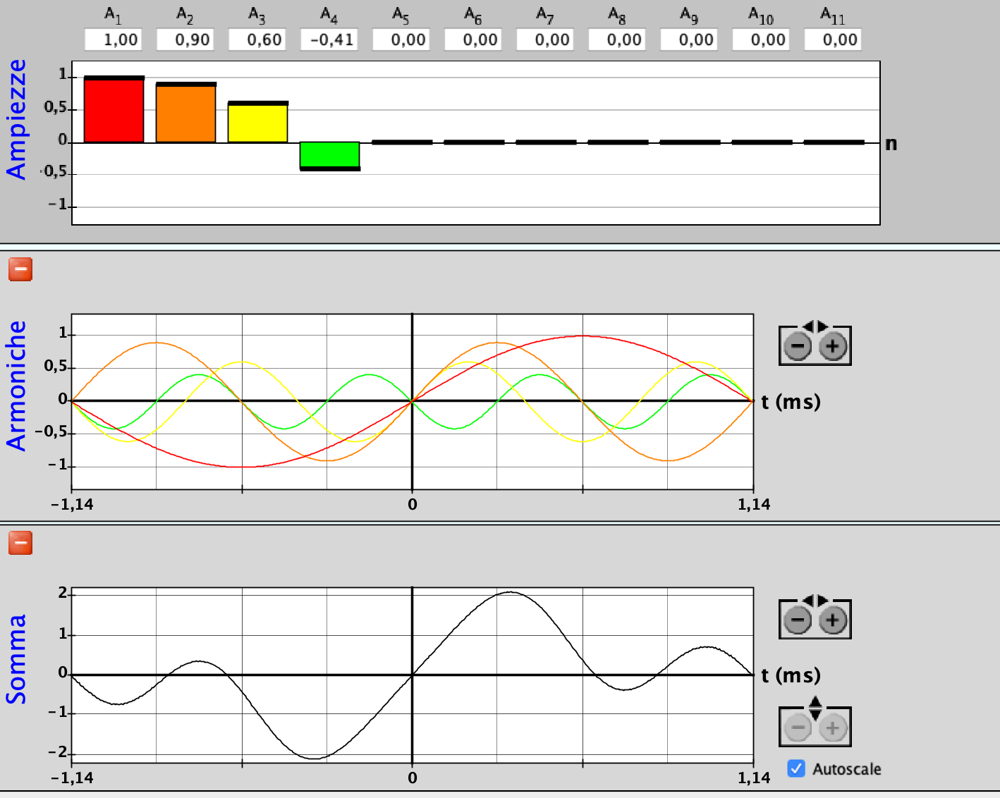 A1 A2 A3 A4 A5 A6 A7 A8 A9 A10 A11
1,00 0,90 0,60 −0,41 0,00 0,00 0,00 0,00 0,00 0,00 0,00
Ampiezze
1
0,5
0
-0,5
−1
n
Armoniche
1
0,5
0
−0,5
−1
t (ms)
−1,14 0 1,14
Somma
2
1
0
−1
−2
t (ms)
−1,14 0 1,14
Autoscale